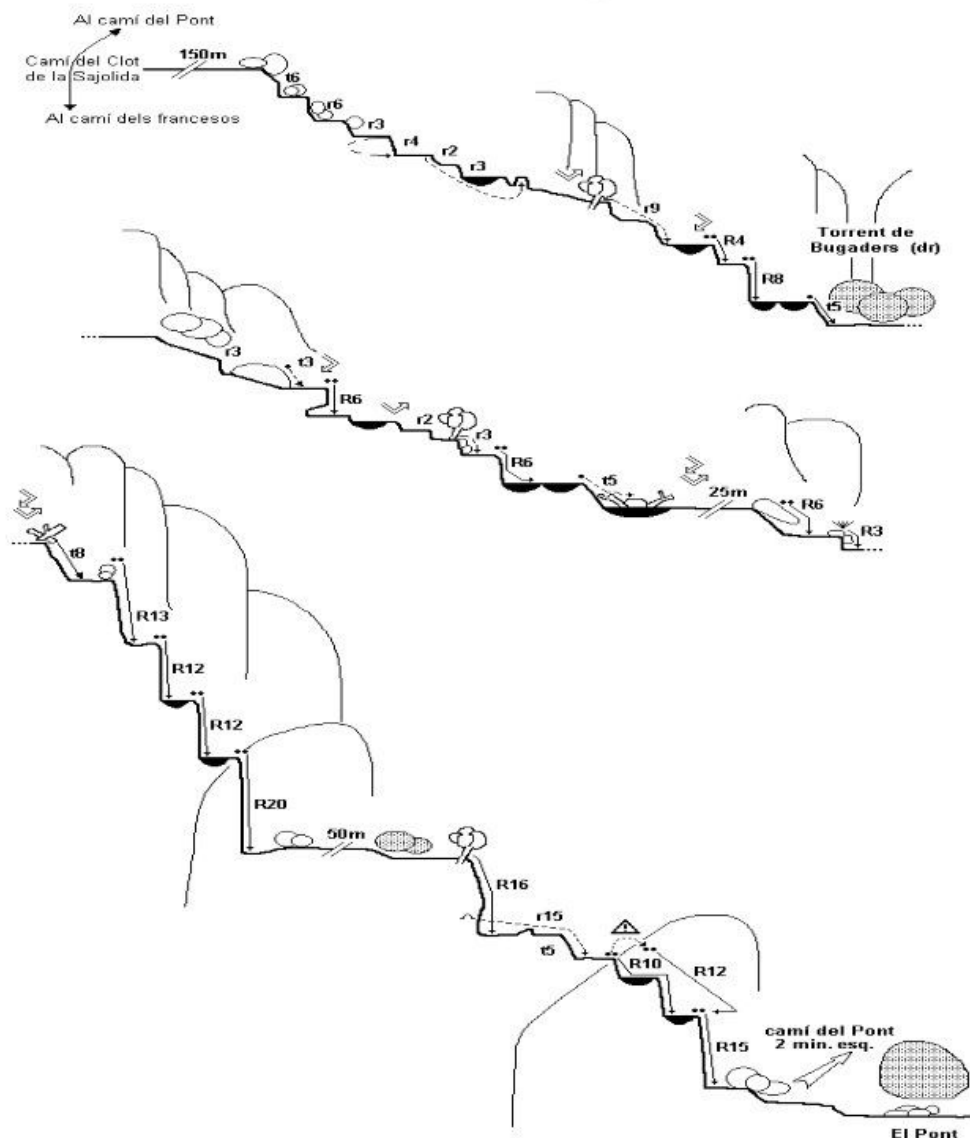 Al camí del Pont
Camí del Clot
de la Sajolida
150m
Al camí dels francesos
t6
r6
r3
r4
r2
r3
r9
R4
R8
Torrent de
Bugaders (dr)
t5
r3
t3
R6
r2
r3
R6
t5
25m
R6
R3
t8
R13
R12
R12
R20
50m
R16
r15
t5
R10
R12
R15
camí del Pont
2 min. esq.
El Pont